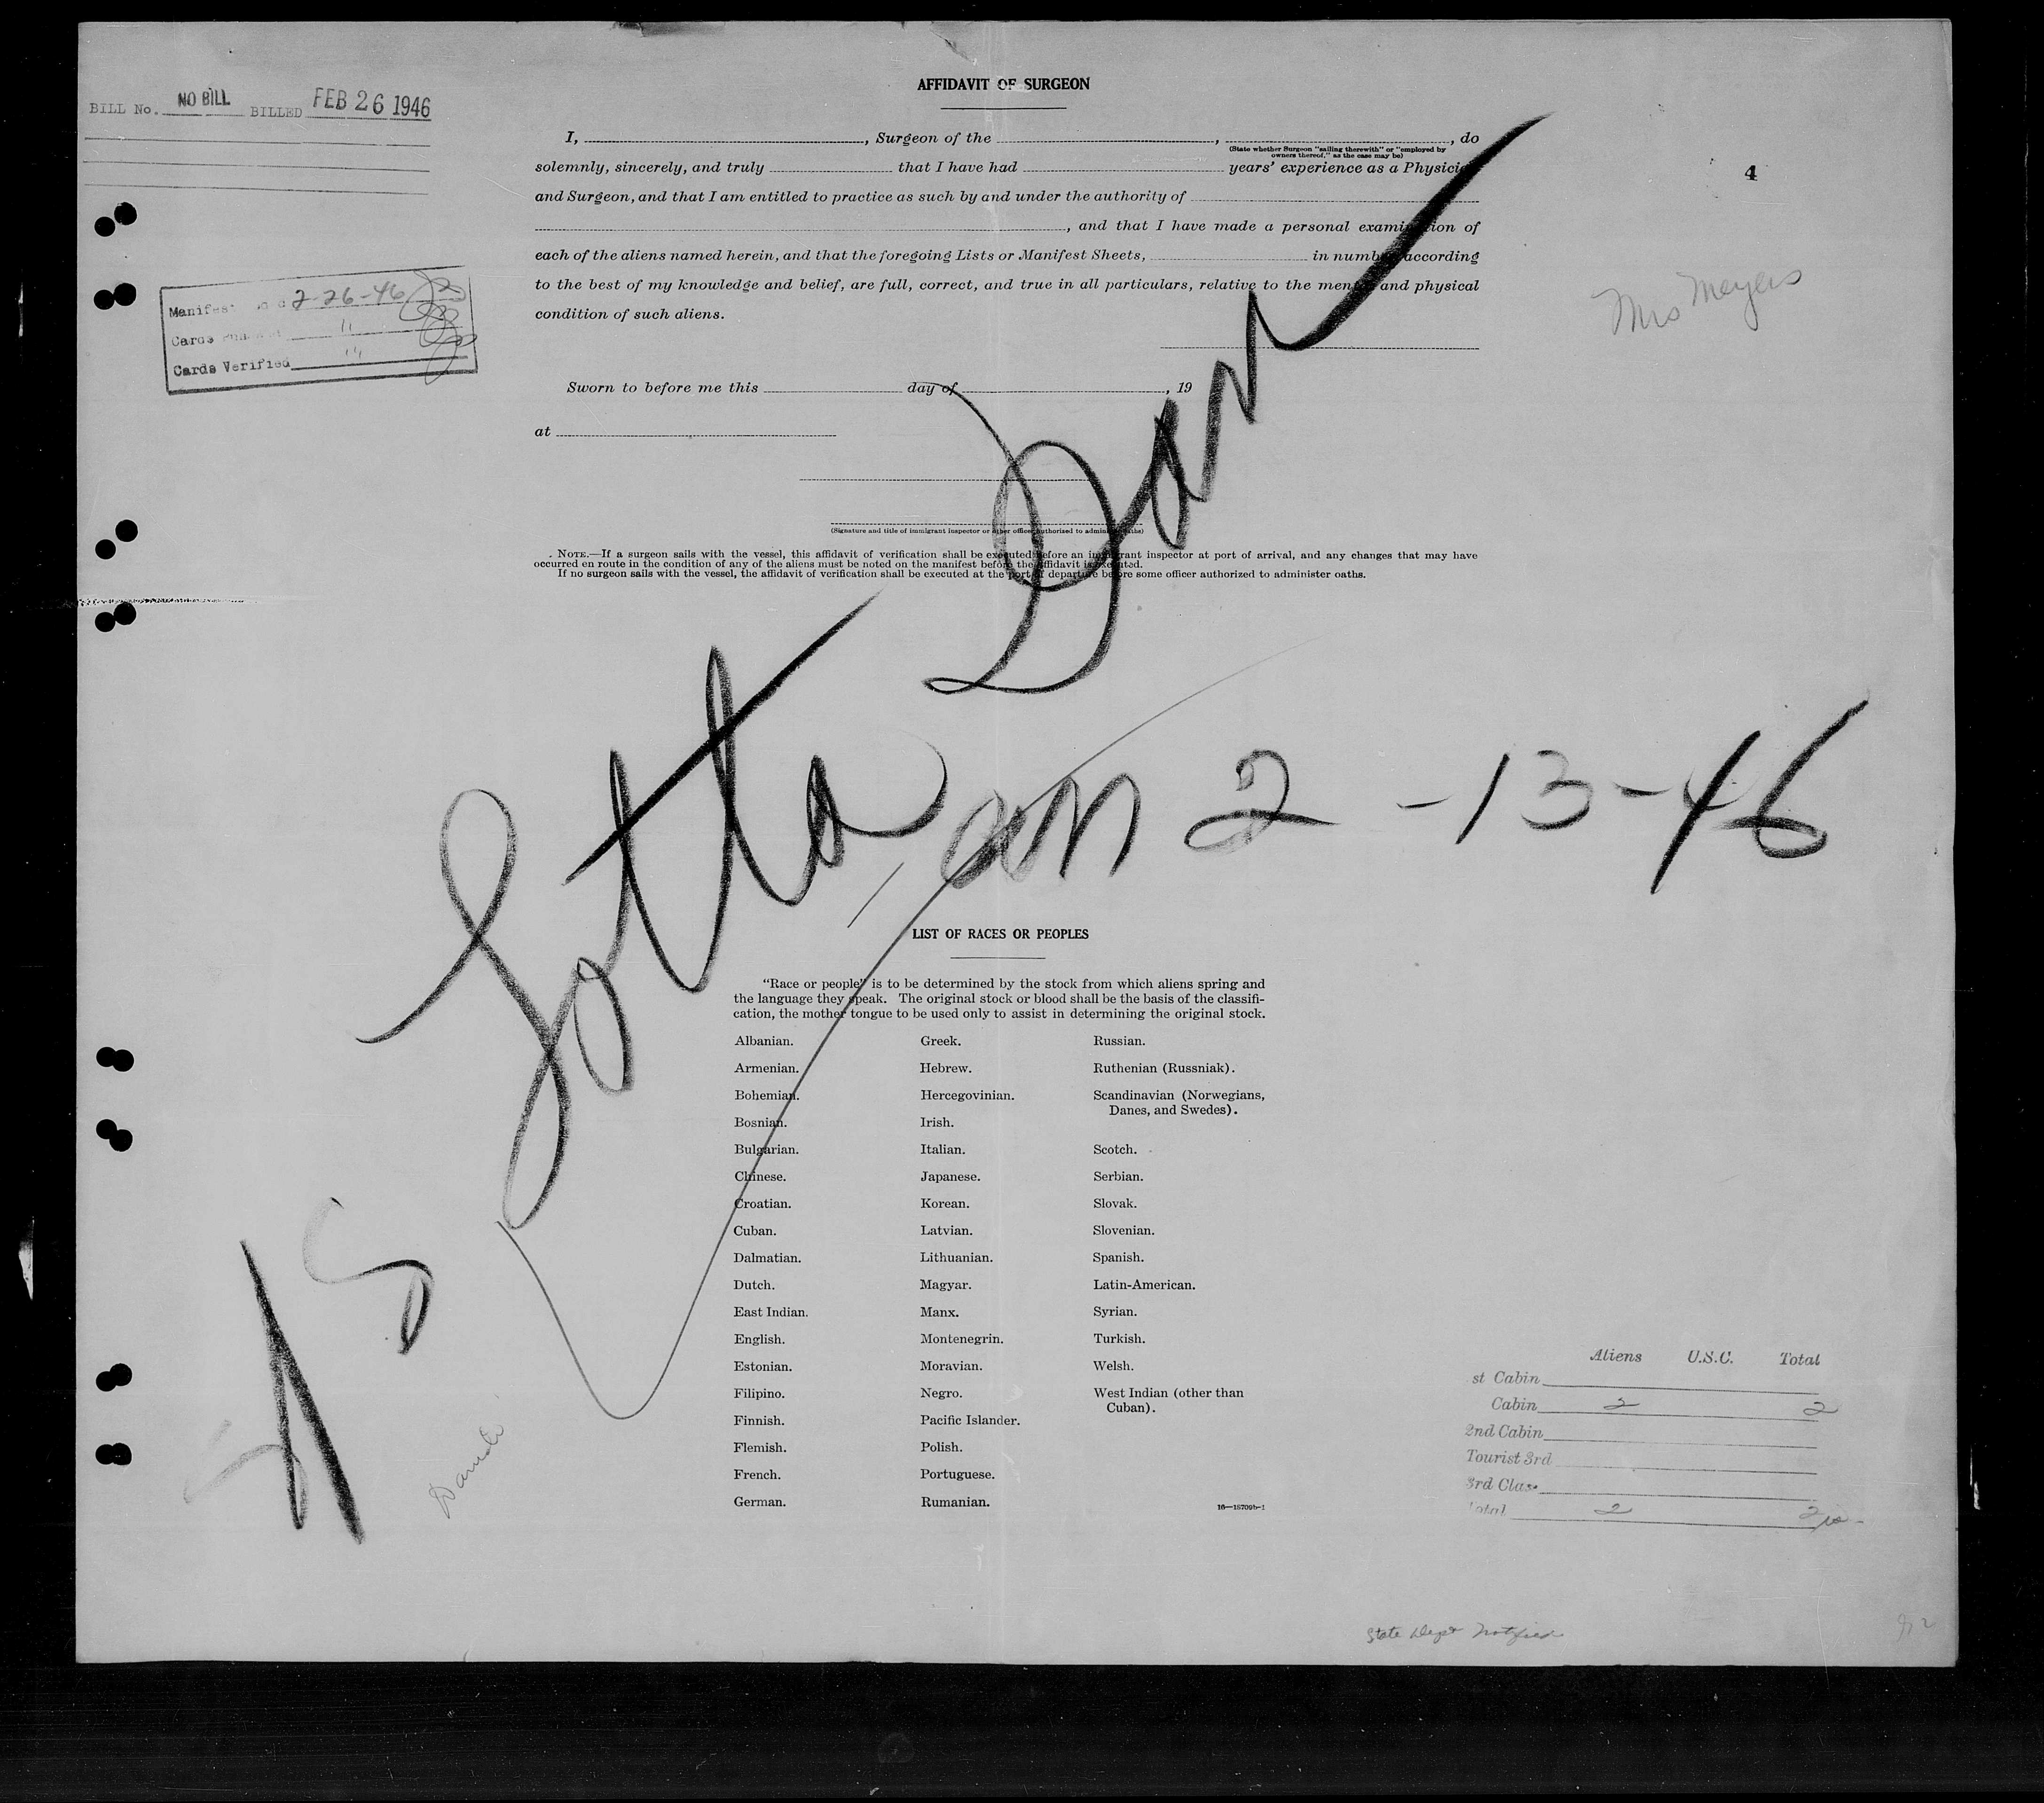 AFFIDAVIT OF SURGEON
BILL No. NO BILL BILLED FEB 26 1946
I, , Surgeon of the , , do
(State whether Surgeon "sailing therewith" or "employed by
owners thereof," as the case may be)
solemnly, sincerely, and truly that I have had years' experience as a Physici
and Surgeon, and that I am entitled to practice as such by and under the authority of
, and that I have made a personal examination of
each of the aliens named herein, and that the foregoing Lists or Manifest Sheets, in number according
to the best of my knowledge and belief, are full, correct, and true in all particulars, relative to the mental and physical
condition of such aliens.
4
Mrs Meyers
Manifest 2-26-46
Cards "
Cards Verified "
Sworn to before me this day of , 19
at
(Signature and title of immigrant inspector or other officer authorized to administer oaths)
NOTE.—If a surgeon sails with the vessel, this affidavit of verification shall be executed before an immigrant inspector at port of arrival, and any changes that may have
occurred en route in the condition of any of the aliens must be noted on the manifest before the affidavit is executed.
If no surgeon sails with the vessel, the affidavit of verification shall be executed at the port of departure before some officer authorized to administer oaths.
Dan
2-13-46
LIST OF RACES OR PEOPLES
"Race or people" is to be determined by the stock from which aliens spring and
the language they speak. The original stock or blood shall be the basis of the classifi-
cation, the mother tongue to be used only to assist in determining the original stock.
Albanian.
Armenian.
Bohemian.
Bosnian.
Bulgarian.
Chinese.
Croatian.
Cuban.
Dalmatian.
Dutch.
East Indian.
English.
Estonian.
Filipino.
Finnish.
Flemish.
French.
German.
Greek.
Hebrew.
Hercegovinian.
Irish.
Italian.
Japanese.
Korean.
Latvian.
Lithuanian.
Magyar.
Manx.
Montenegrin.
Moravian.
Negro.
Pacific Islander.
Polish.
Portuguese.
Rumanian.
Russian.
Ruthenian (Russniak).
Scandinavian (Norwegians,
Danes, and Swedes).
Scotch.
Serbian.
Slovak.
Slovenian.
Spanish.
Latin-American.
Syrian.
Turkish.
Welsh.
West Indian (other than
Cuban).
16—18709b-1
Aliens U.S.C. Total
st Cabin
Cabin 2 2
2nd Cabin
Tourist 3rd
3rd Class
Total 2 2
State Dept Notified